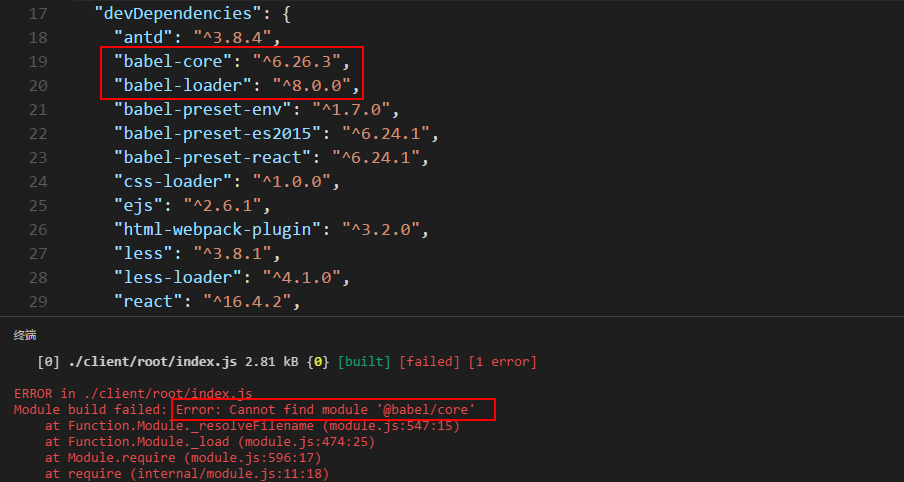 17 "devDependencies": {
18 "antd": "^3.8.4",
19 "babel-core": "^6.26.3",
20 "babel-loader": "^8.0.0",
21 "babel-preset-env": "^1.7.0",
22 "babel-preset-es2015": "^6.24.1",
23 "babel-preset-react": "^6.24.1",
24 "css-loader": "^1.0.0",
25 "ejs": "^2.6.1",
26 "html-webpack-plugin": "^3.2.0",
27 "less": "^3.8.1",
28 "less-loader": "^4.1.0",
29 "react": "^16.4.2",
终端
[0] ./client/root/index.js 2.81 kB {0} [built] [failed] [1 error]
ERROR in ./client/root/index.js
Module build failed: Error: Cannot find module '@babel/core'
at Function.Module._resolveFilename (module.js:547:15)
at Function.Module._load (module.js:474:25)
at Module.require (module.js:596:17)
at require (internal/module.js:11:18)